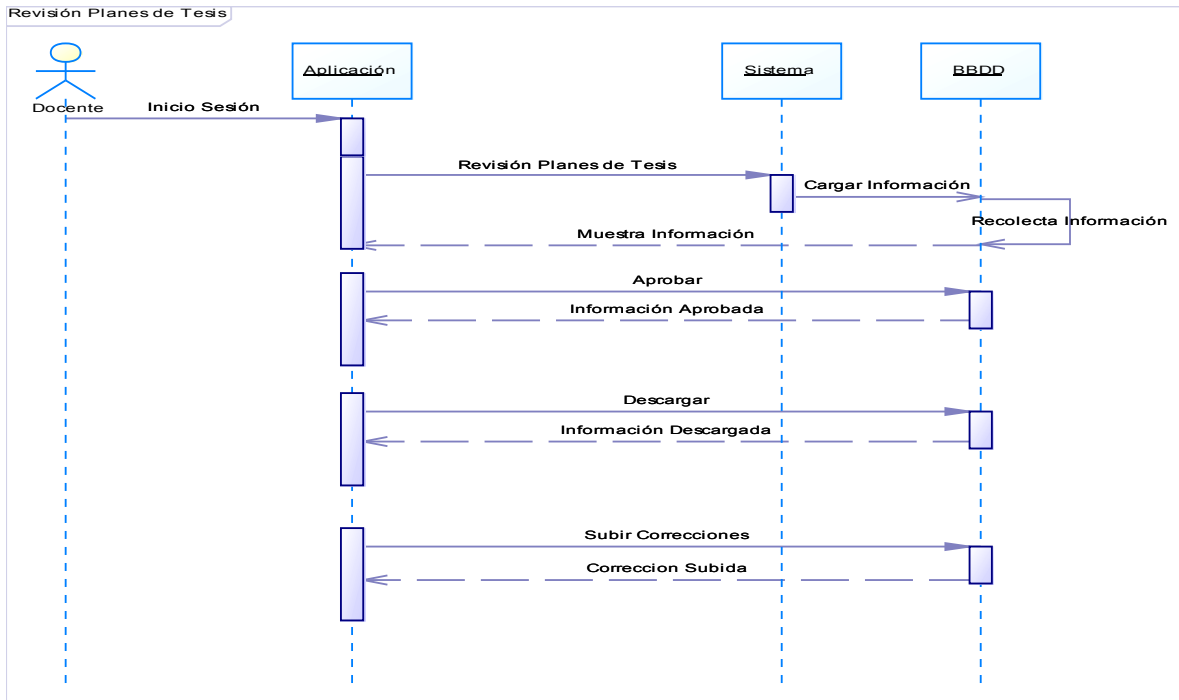 Revisión Planes de Tesis
Docente
Aplicación
Sistema
BBDD
Inicio Sesión
Revisión Planes de Tesis
Cargar Información
Recolecta Información
Muestra Información
Aprobar
Información Aprobada
Descargar
Información Descargada
Subir Correcciones
Correccion Subida